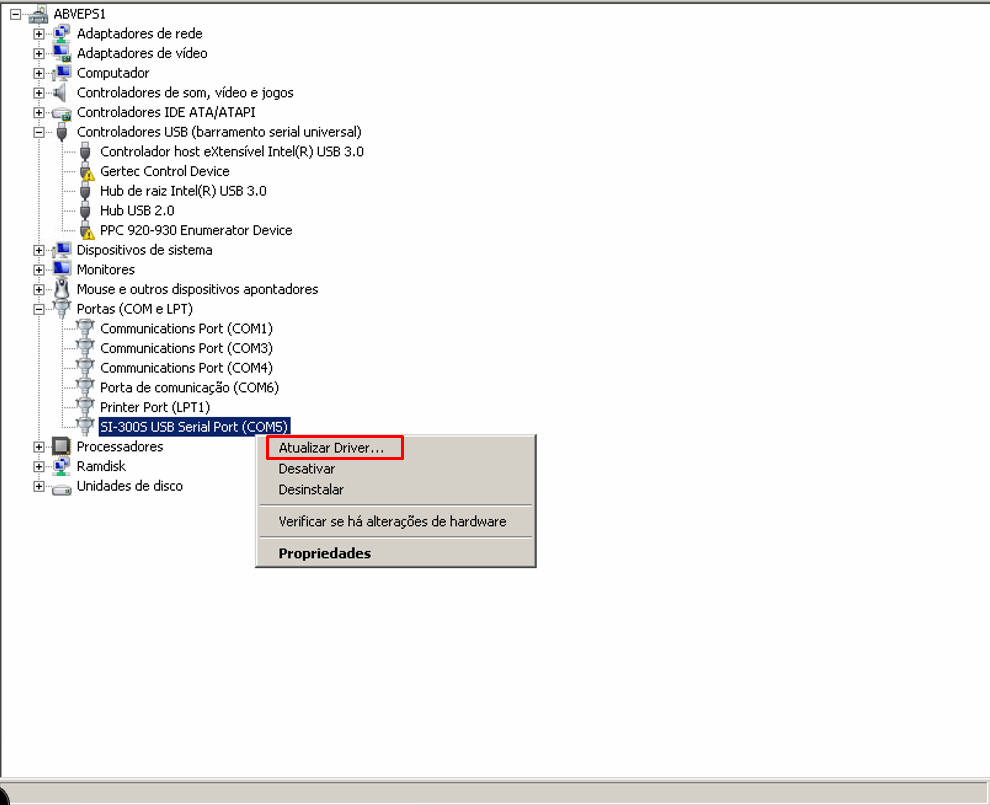 ABVEPS1
Adaptadores de rede
Adaptadores de vídeo
Computador
Controladores de som, vídeo e jogos
Controladores IDE ATA/ATAPI
Controladores USB (barramento serial universal)
Controlador host eXtensível Intel(R) USB 3.0
Gertec Control Device
Hub de raiz Intel(R) USB 3.0
Hub USB 2.0
PPC 920-930 Enumerator Device
Dispositivos de sistema
Monitores
Mouse e outros dispositivos apontadores
Portas (COM e LPT)
Communications Port (COM1)
Communications Port (COM3)
Communications Port (COM4)
Porta de comunicação (COM6)
Printer Port (LPT1)
SI-300S USB Serial Port (COM5)
Processadores
Ramdisk
Unidades de disco
Atualizar Driver...
Desativar
Desinstalar
Verificar se há alterações de hardware
Propriedades